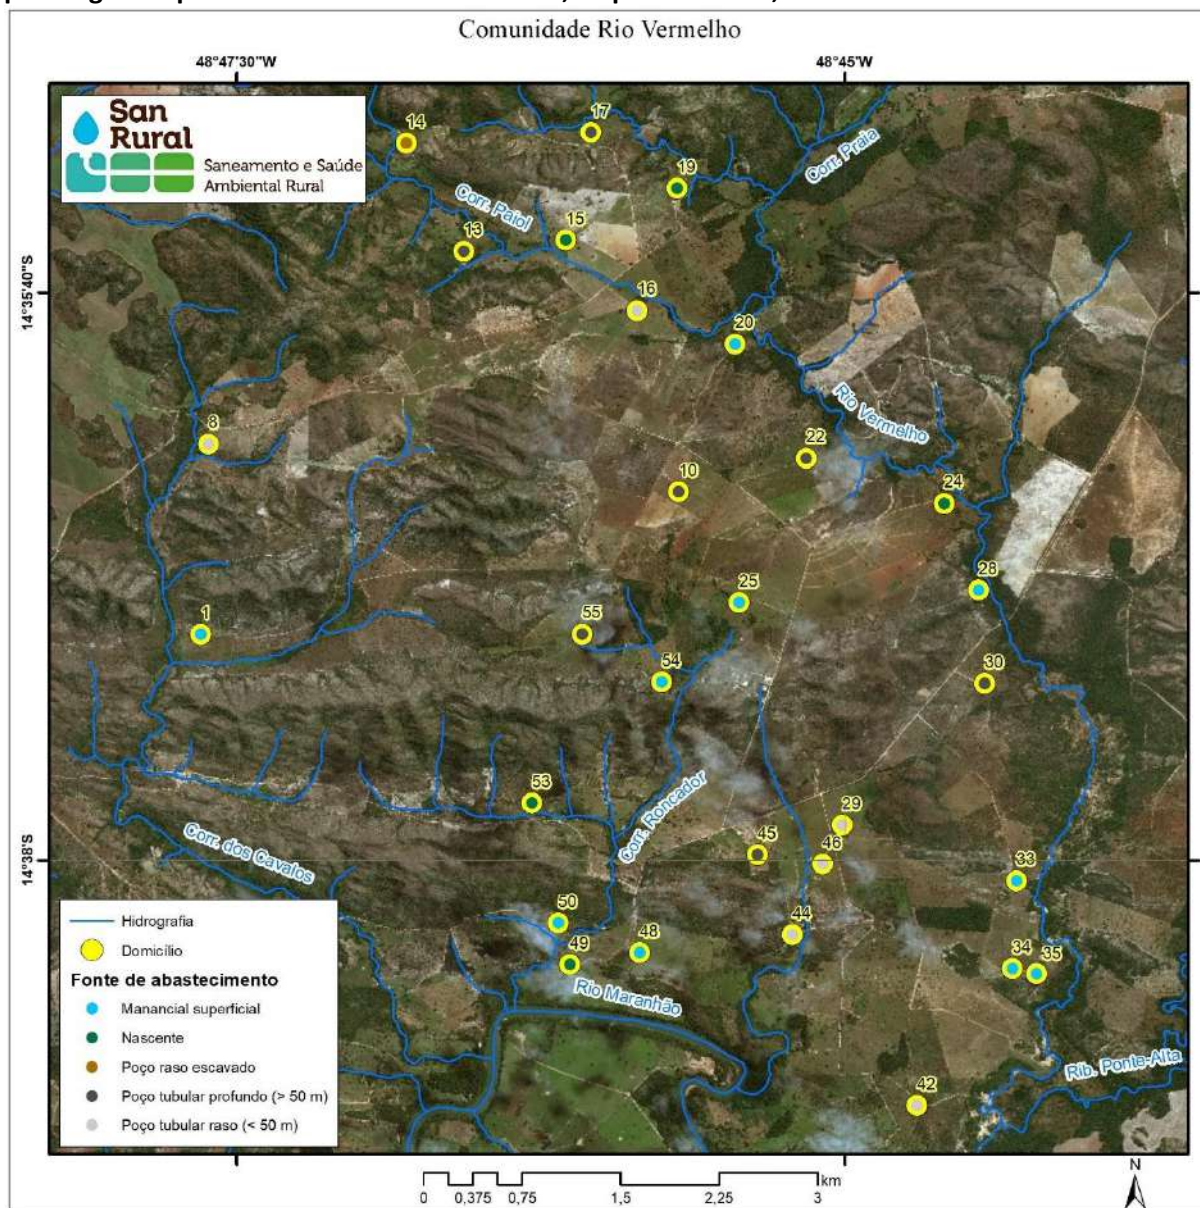 Comunidade Rio Vermelho
48°47'30"W
48°45'W
San
Rural
Saneamento e Saúde
Ambiental Rural
14
17
19
Corr. Praia
Corr. Paiol
13
15
14°35'40"S
16
20
Rio Vermelho
8
22
10
24
25
28
1
55
54
30
53
Corr. Roncador
29
45
46
14°38'S
Corr. dos Cavalos
33
50
44
49
48
34
35
Rio Maranhão
Rib. Ponte-Alta
42
Hidrografia
Domicílio
Fonte de abastecimento
Manancial superficial
Nascente
Poço raso escavado
Poço tubular profundo (> 50 m)
Poço tubular raso (< 50 m)
km
0 0,375 0,75 1,5 2,25 3
N